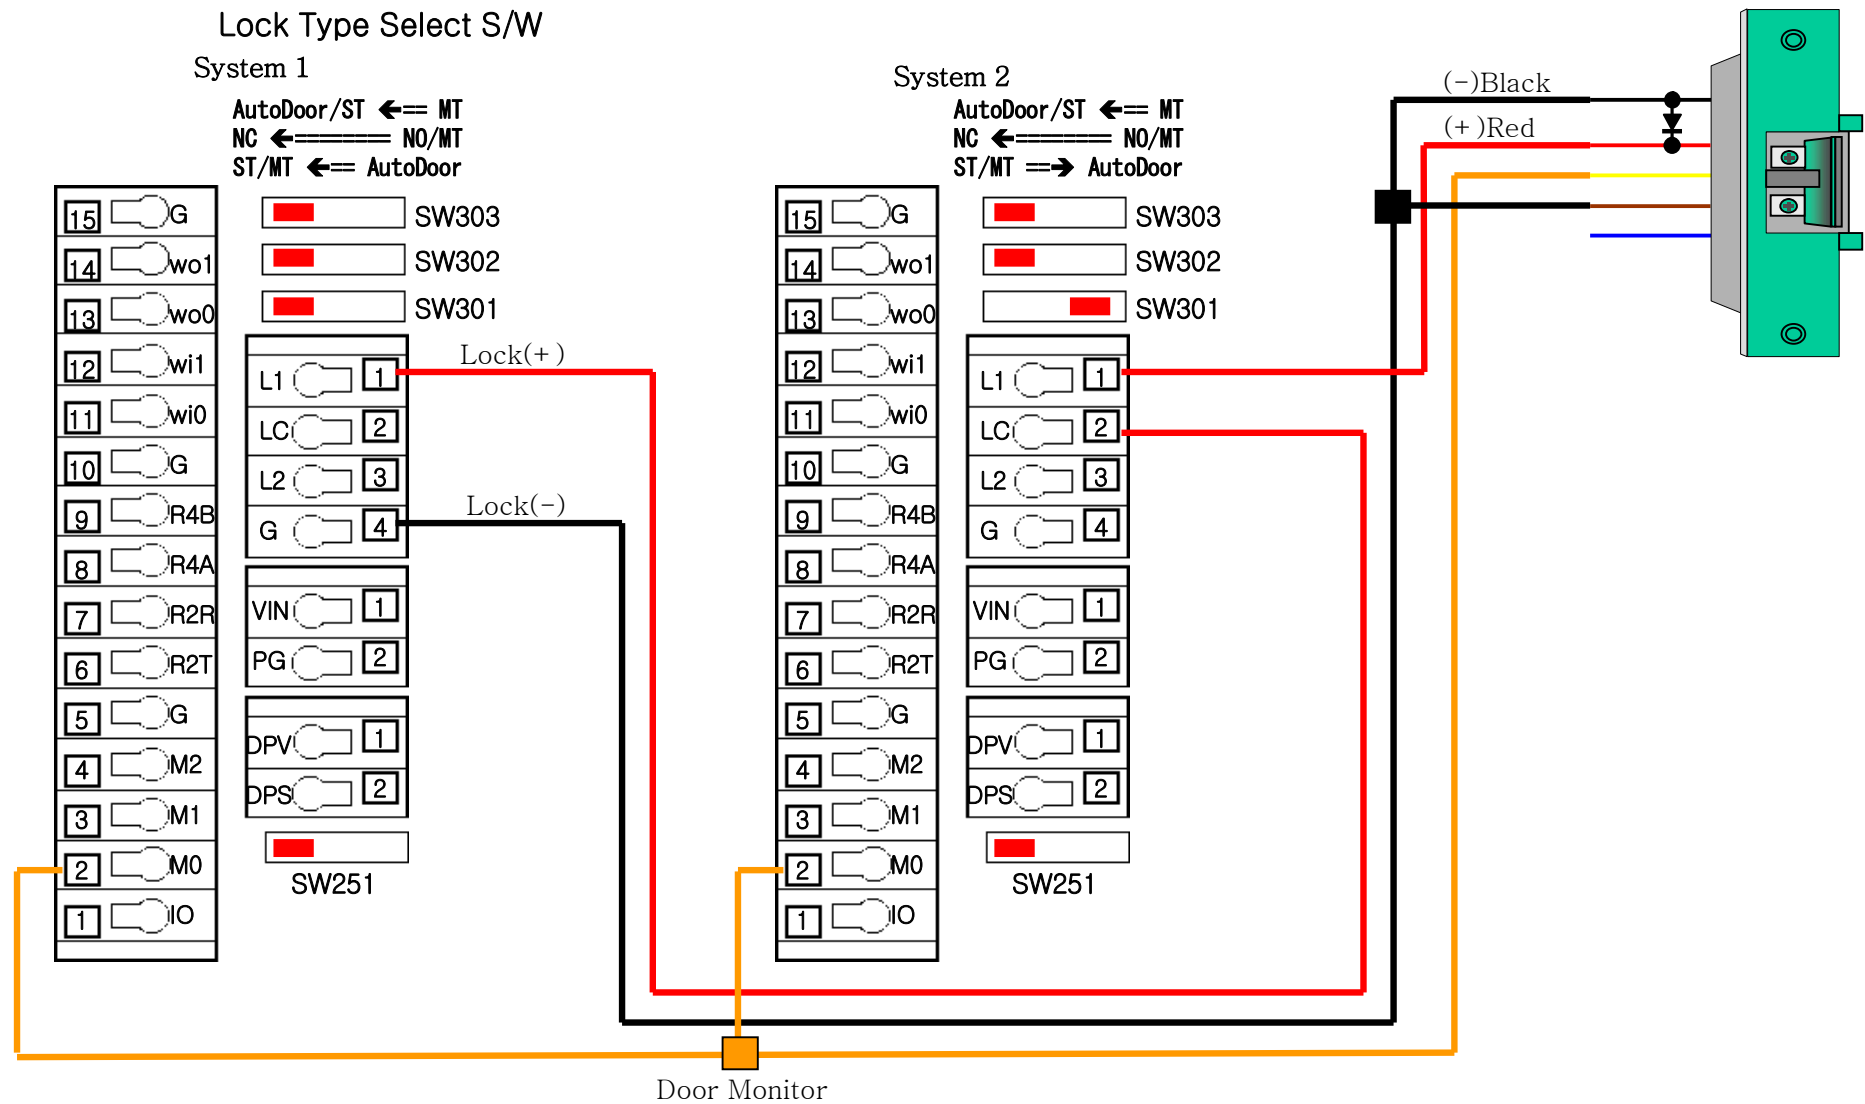 Lock Type Select S/W
System 1
AutoDoor/ST ←== MT
NC ←======== NO/MT
ST/MT ←== AutoDoor
15 G
14 wo1
13 wo0
12 wi1
11 wi0
10 G
9 R4B
8 R4A
7 R2R
6 R2T
5 G
4 M2
3 M1
2 M0
1 IO
SW303
SW302
SW301
L1 1
LC 2
L2 3
G 4
VIN 1
PG 2
DPV 1
DPS 2
SW251
Lock(+)
Lock(-)
System 2
AutoDoor/ST ←== MT
NC ←======== NO/MT
ST/MT ==→ AutoDoor
15 G
14 wo1
13 wo0
12 wi1
11 wi0
10 G
9 R4B
8 R4A
7 R2R
6 R2T
5 G
4 M2
3 M1
2 M0
1 IO
SW303
SW302
SW301
L1 1
LC 2
L2 3
G 4
VIN 1
PG 2
DPV 1
DPS 2
SW251
(-)Black
(+)Red
Door Monitor